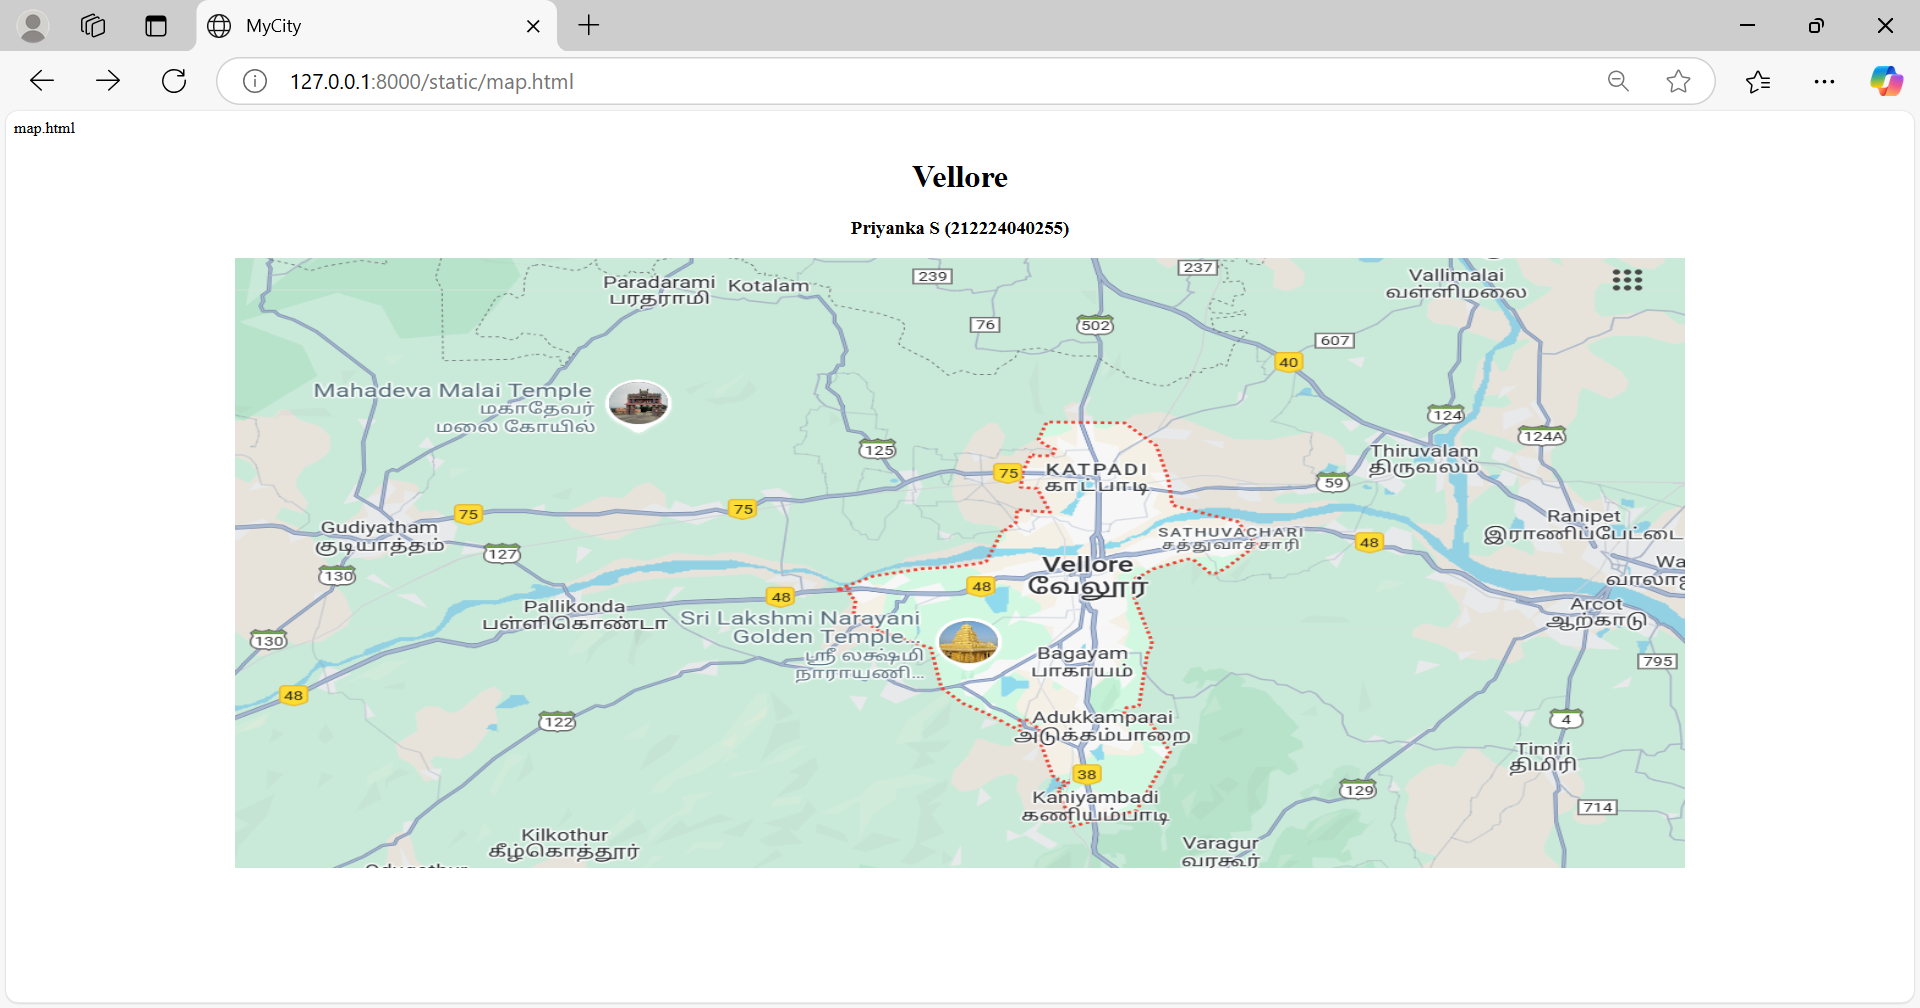 MyCity
127.0.0.1:8000/static/map.html
map.html
Vellore
Priyanka S (212224040255)
Paradarami
பரதராமி
Kotalam
239
237
Vallimalai
வள்ளிமலை
76
502
607
40
Mahadeva Malai Temple
மகாதேவர்
மலை கோயில்
124
124A
125
Thiruvalam
திருவலம்
75
KATPADI
காட்பாடி
59
75
75
Gudiyatham
குடியாத்தம்
127
Ranipet
இராணிப்பேட்டை
SATHUVACHARI
சத்துவாச்சாரி
48
130
Vellore
வேலூர்
48
48
Wa
வாலா
Pallikonda
பள்ளிகொண்டா
Arcot
ஆற்காடு
Sri Lakshmi Narayani
Golden Temple...
ஸ்ரீ லக்ஷ்மி
நாராயணி...
130
Bagayam
பாகாயம்
795
48
122
Adukkamparai
அடுக்கம்பாறை
4
Timiri
திமிரி
38
Kaniyambadi
கணியம்பாடி
129
714
Kilkothur
கீழ்கொத்தூர்
Varagur
வரகூர்